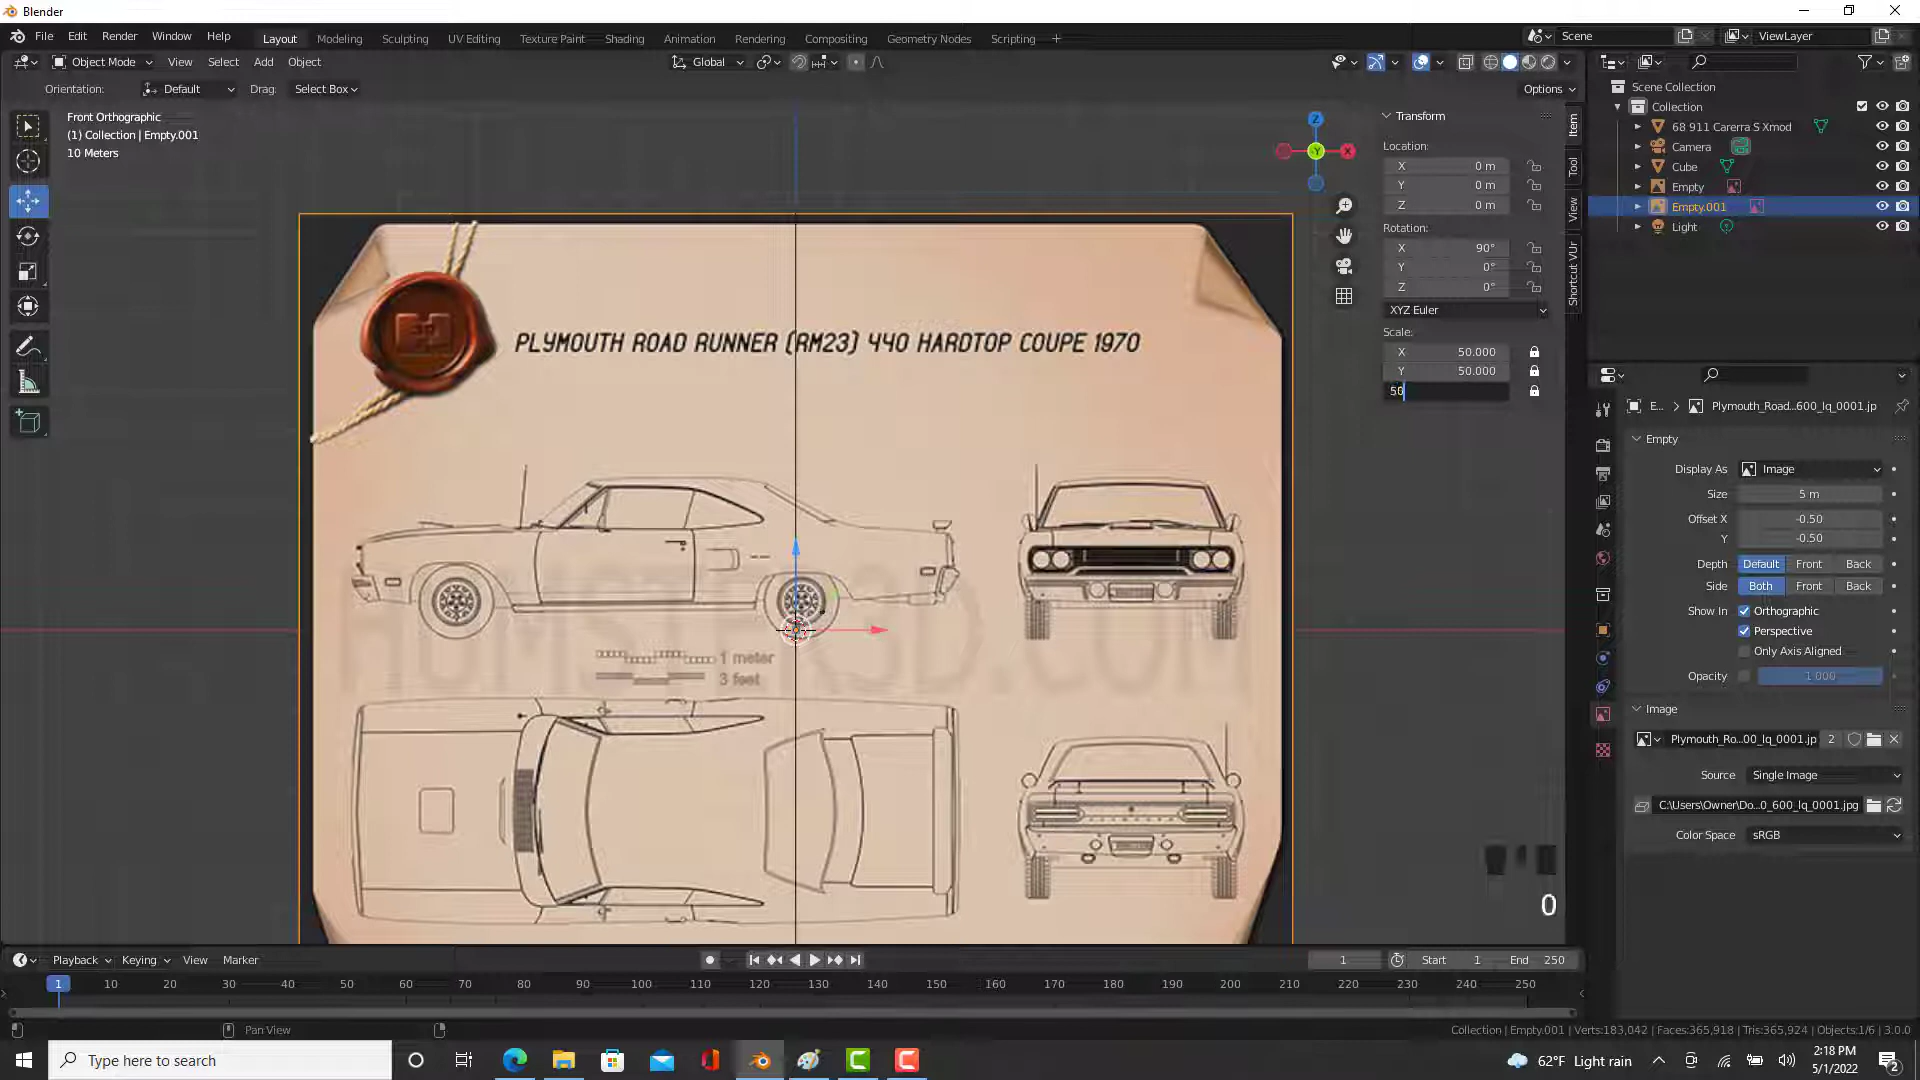 Blender
File Edit Render Window Help Layout Modeling Sculpting UV Editing Texture Paint Shading Animation Rendering Compositing Geometry Nodes Scripting + Scene ViewLayer
Object Mode View Select Add Object Global
Orientation: Default Drag: Select Box Options
Front Orthographic
(1) Collection | Empty.001
10 Meters
Z
Y
X
PLYMOUTH ROAD RUNNER (RM23) 440 HARDTOP COUPE 1970
1 meter
3 feet
Transform
Location:
X 0 m
Y 0 m
Z 0 m
Rotation:
X 90°
Y 0°
Z 0°
XYZ Euler
Scale:
X 50.000
Y 50.000
50
Item
Tool
View
Shortcut VUr
0
Scene Collection
Collection
68 911 Carerra S Xmod
Camera
Cube
Empty
Empty.001
Light
E... Plymouth_Road...600_lq_0001.jp
Empty
Display As Image
Size 5 m
Offset X -0.50
Y -0.50
Depth Default Front Back
Side Both Front Back
Show In Orthographic
Perspective
Only Axis Aligned
Opacity 1.000
Image
Plymouth_Ro...00_lq_0001.jp 2
Source Single Image
C:\Users\Owner\Do...0_600_lq_0001.jpg
Color Space sRGB
Playback Keying View Marker 1 Start 1 End 250
1 10 20 30 40 50 60 70 80 90 100 110 120 130 140 150 160 170 180 190 200 210 220 230 240 250
Pan View
Collection | Empty.001 | Verts:183,042 | Faces:365,918 | Tris:365,924 | Objects:1/6 | 3.0.0
Type here to search
62°F Light rain
2:18 PM
5/1/2022
2